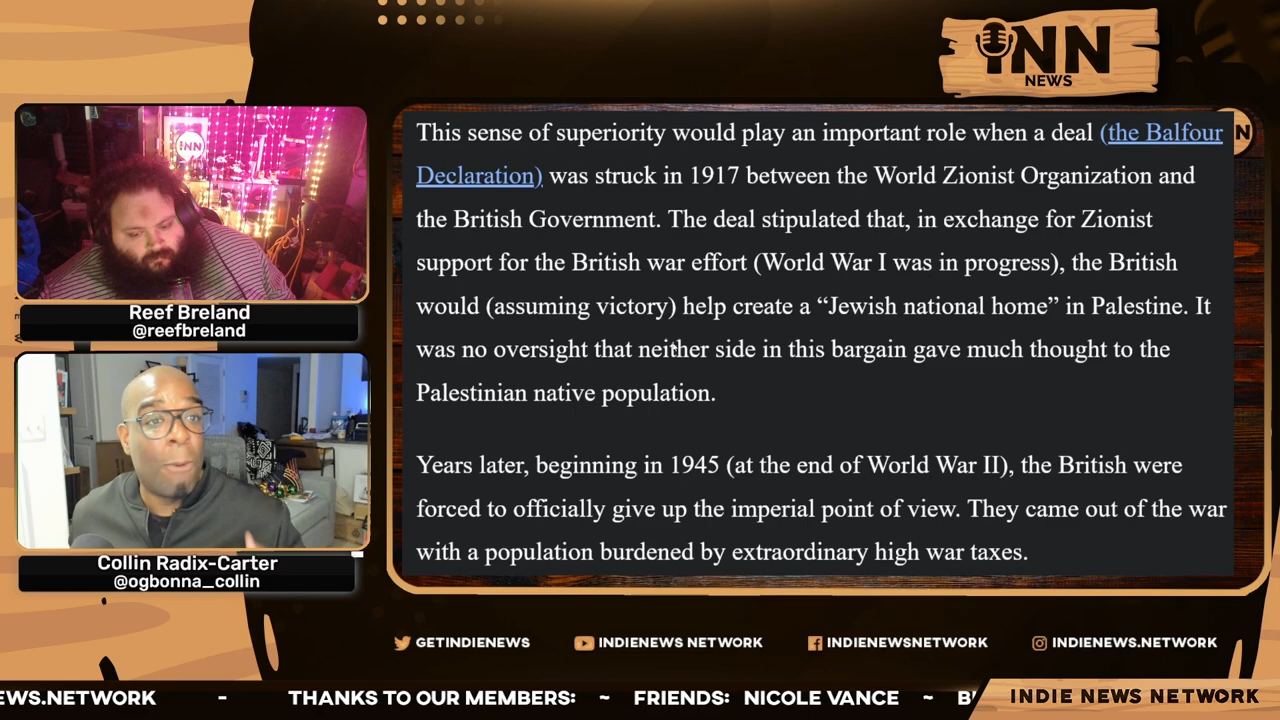 iNN
NEWS
iNN
N
This sense of superiority would play an important role when a deal (the Balfour
Declaration) was struck in 1917 between the World Zionist Organization and
the British Government. The deal stipulated that, in exchange for Zionist
support for the British war effort (World War I was in progress), the British
would (assuming victory) help create a “Jewish national home” in Palestine. It
was no oversight that neither side in this bargain gave much thought to the
Palestinian native population.
Years later, beginning in 1945 (at the end of World War II), the British were
forced to officially give up the imperial point of view. They came out of the war
with a population burdened by extraordinary high war taxes.
Reef Breland
@reefbreland
Collin Radix-Carter
@ogbonna_collin
GETINDIENEWS
INDIENEWS NETWORK
INDIENEWSNETWORK
INDIENEWS.NETWORK
EWS.NETWORK - THANKS TO OUR MEMBERS: ~ FRIENDS: NICOLE VANCE ~
INDIE NEWS NETWORK